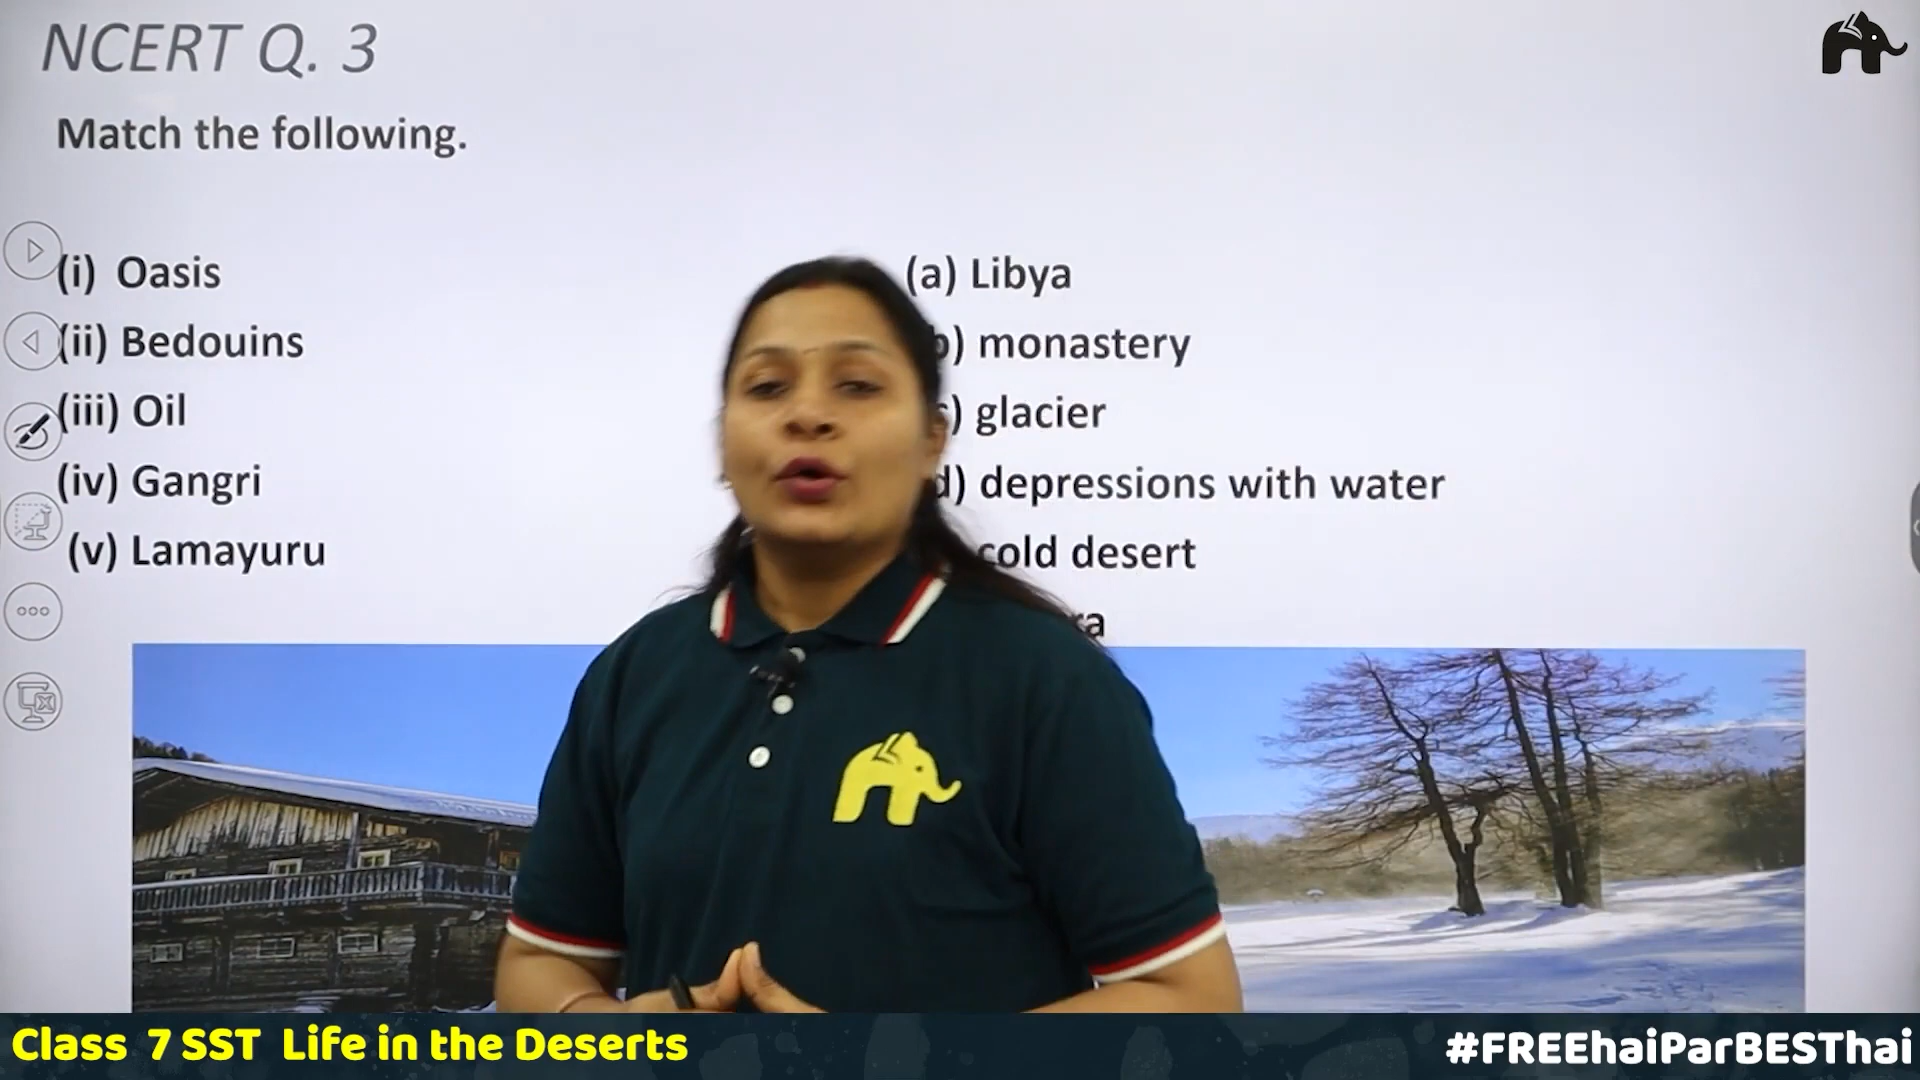 NCERT Q. 3
Match the following.
(i) Oasis
(a) Libya
(ii) Bedouins
b) monastery
(iii) Oil
) glacier
(iv) Gangri
d) depressions with water
(v) Lamayuru
cold desert
Class 7 SST Life in the Deserts
#FREEhaiParBESThai